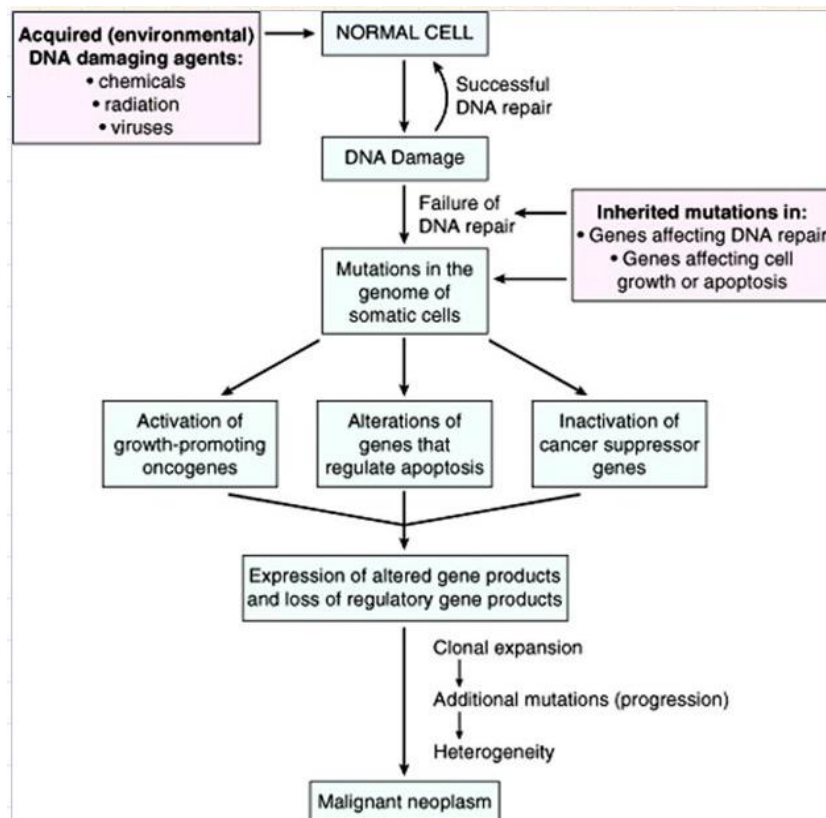 Acquired (environmental)
DNA damaging agents:
• chemicals
• radiation
• viruses
NORMAL CELL
Successful
DNA repair
DNA Damage
Failure of
DNA repair
Inherited mutations in:
• Genes affecting DNA repair
• Genes affecting cell
growth or apoptosis
Mutations in the
genome of
somatic cells
Activation of
growth-promoting
oncogenes
Alterations of
genes that
regulate apoptosis
Inactivation of
cancer suppressor
genes
Expression of altered gene products
and loss of regulatory gene products
Clonal expansion
Additional mutations (progression)
Heterogeneity
Malignant neoplasm